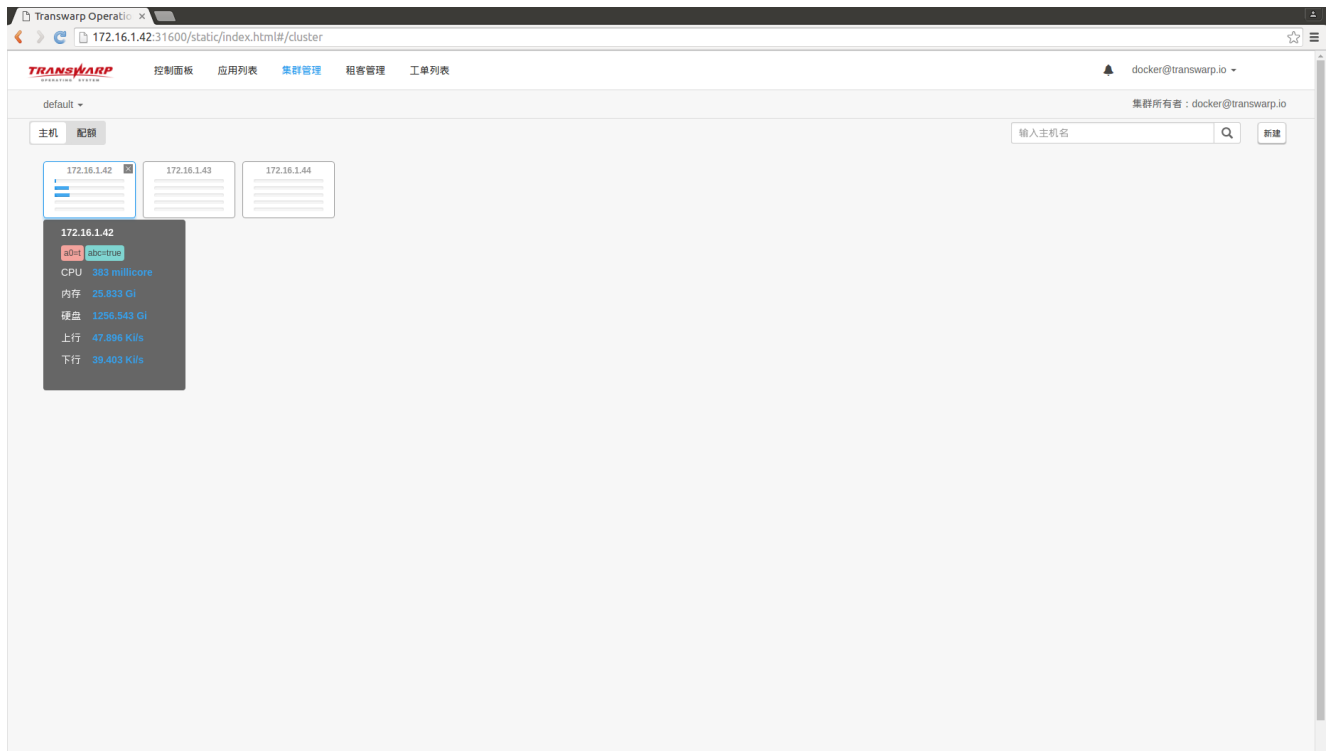 Transwarp Operatio
172.16.1.42:31600/static/index.html#/cluster
TRANSWARP 控制面板 应用列表 集群管理 租客管理 工单列表 docker@transwarp.io
OPERATING SYSTEM
default 集群所有者：docker@transwarp.io
主机 配额 输入主机名 新建
172.16.1.42 172.16.1.43 172.16.1.44
172.16.1.42
a0=t abc=true
CPU 383 millicore
内存 25.833 Gi
硬盘 1256.543 Gi
上行 47.896 Ki/s
下行 39.403 Ki/s